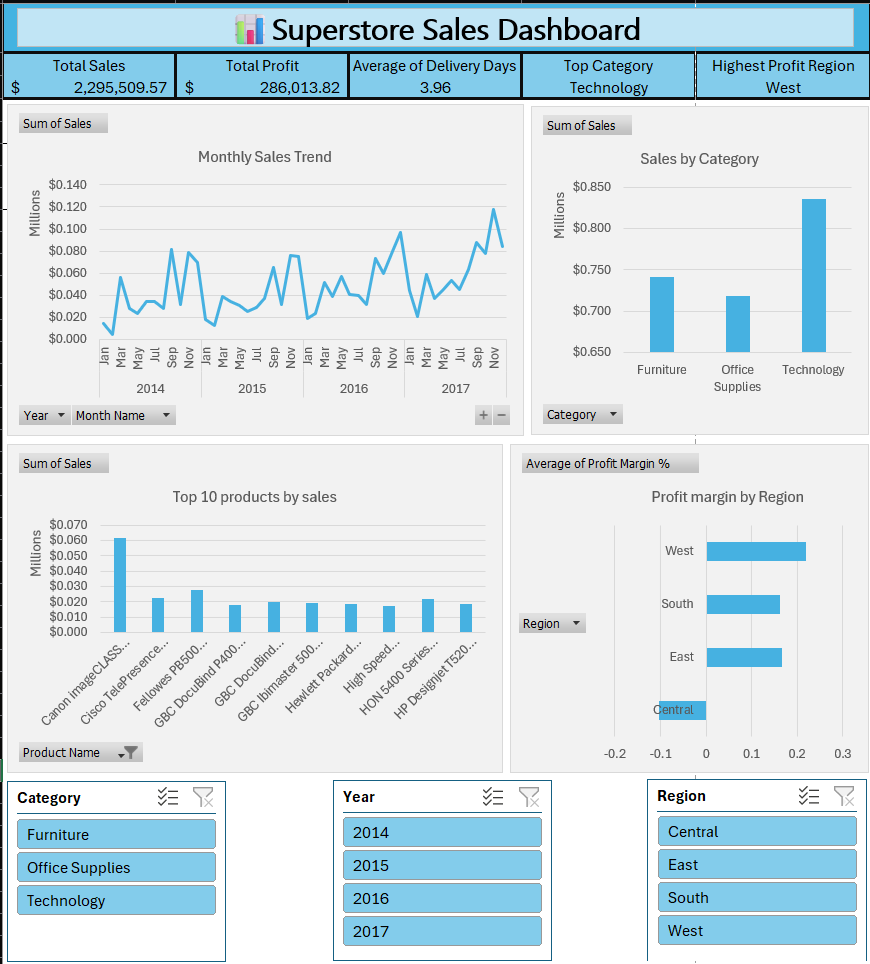 Superstore Sales Dashboard
Total Sales
$ 2,295,509.57
Total Profit
$ 286,013.82
Average of Delivery Days
3.96
Top Category
Technology
Highest Profit Region
West
Sum of Sales
Monthly Sales Trend
Millions
$0.140
$0.120
$0.100
$0.080
$0.060
$0.040
$0.020
$0.000
Jan Mar May Jul Sep Nov Jan Mar May Jul Sep Nov Jan Mar May Jul Sep Nov Jan Mar May Jul Sep Nov
2014 2015 2016 2017
Year Month Name
+ −
Sum of Sales
Sales by Category
Millions
$0.850
$0.800
$0.750
$0.700
$0.650
Furniture Office Supplies Technology
Category
Sum of Sales
Top 10 products by sales
Millions
$0.070
$0.060
$0.050
$0.040
$0.030
$0.020
$0.010
$0.000
Canon imageCLASS...
Cisco TelePresence...
Fellowes PB500...
GBC DocuBind P400...
GBC DocuBind...
GBC Ibimaster 500...
Hewlett Packard...
High Speed...
HON 5400 Series...
HP Designjet T520...
Product Name
Average of Profit Margin %
Profit margin by Region
West
South
East
Central
-0.2 -0.1 0 0.1 0.2 0.3
Region
Category
Furniture
Office Supplies
Technology
Year
2014
2015
2016
2017
Region
Central
East
South
West